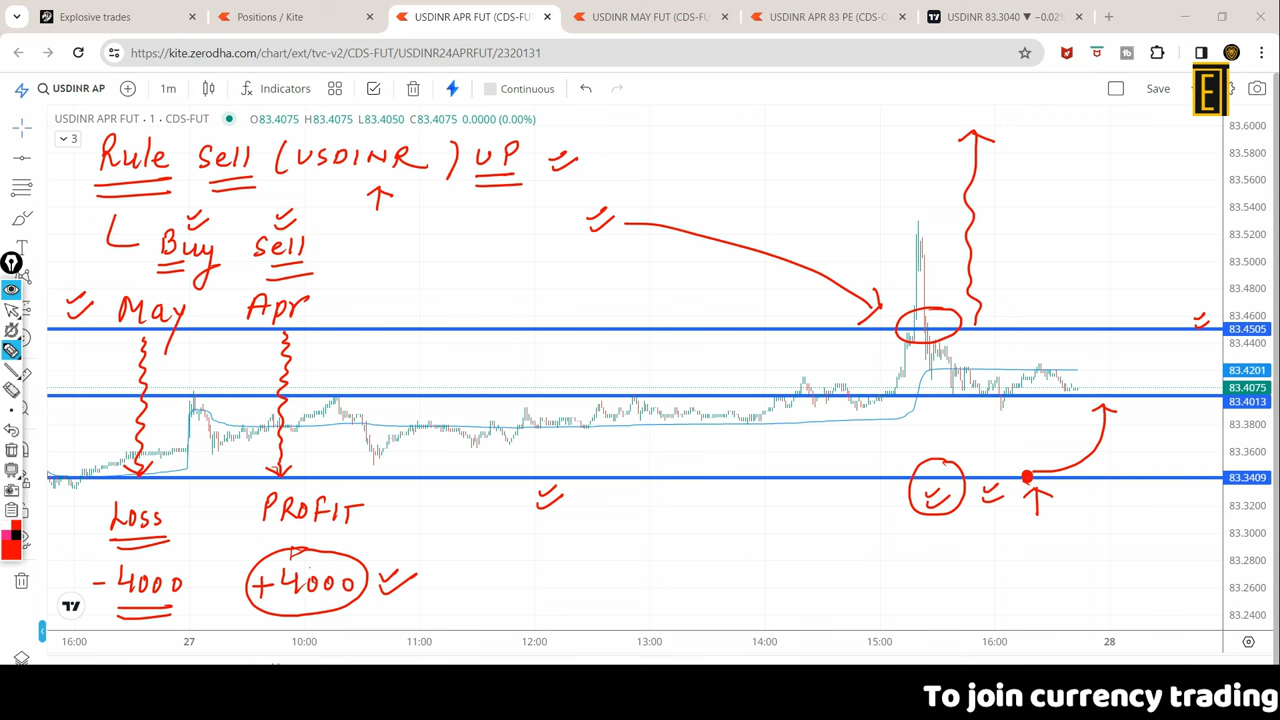 Explosive trades
Positions / Kite
USDINR APR FUT (CDS-FUT
USDINR MAY FUT (CDS-FU
USDINR APR 83 PE (CDS-O
USDINR 83.3040 ▼ −0.02%
https://kite.zerodha.com/chart/ext/tvc-v2/CDS-FUT/USDINR24APRFUT/2320131
USDINR AP
1m
Indicators
Continuous
Save
E
USDINR APR FUT · 1 · CDS-FUT
O83.4075 H83.4075 L83.4050 C83.4075 0.0000 (0.00%)
3
Rule Sell (USDINR) UP
Buy Sell
May Apr
LOSS PROFIT
- 4000 +4000
83.6000
83.5800
83.5600
83.5400
83.5200
83.5000
83.4800
83.4600
83.4505
83.4400
83.4201
83.4075
83.4013
83.3800
83.3600
83.3409
83.3200
83.3000
83.2800
83.2600
83.2400
16:00 27 10:00 11:00 12:00 13:00 14:00 15:00 16:00 28
To join currency trading